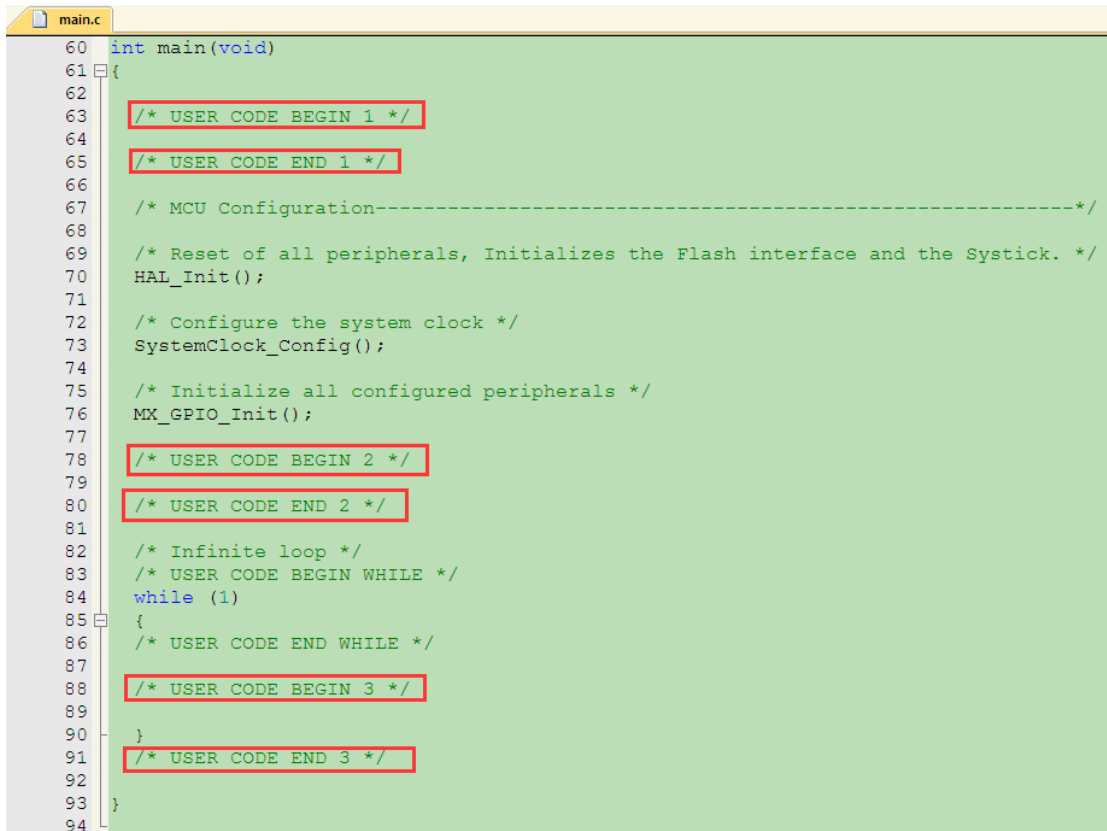 main.c
60 int main(void)
61 {
62
63 /* USER CODE BEGIN 1 */
64
65 /* USER CODE END 1 */
66
67 /* MCU Configuration----------------------------------------------------------*/
68
69 /* Reset of all peripherals, Initializes the Flash interface and the Systick. */
70 HAL_Init();
71
72 /* Configure the system clock */
73 SystemClock_Config();
74
75 /* Initialize all configured peripherals */
76 MX_GPIO_Init();
77
78 /* USER CODE BEGIN 2 */
79
80 /* USER CODE END 2 */
81
82 /* Infinite loop */
83 /* USER CODE BEGIN WHILE */
84 while (1)
85 {
86 /* USER CODE END WHILE */
87
88 /* USER CODE BEGIN 3 */
89
90 }
91 /* USER CODE END 3 */
92
93 }
94